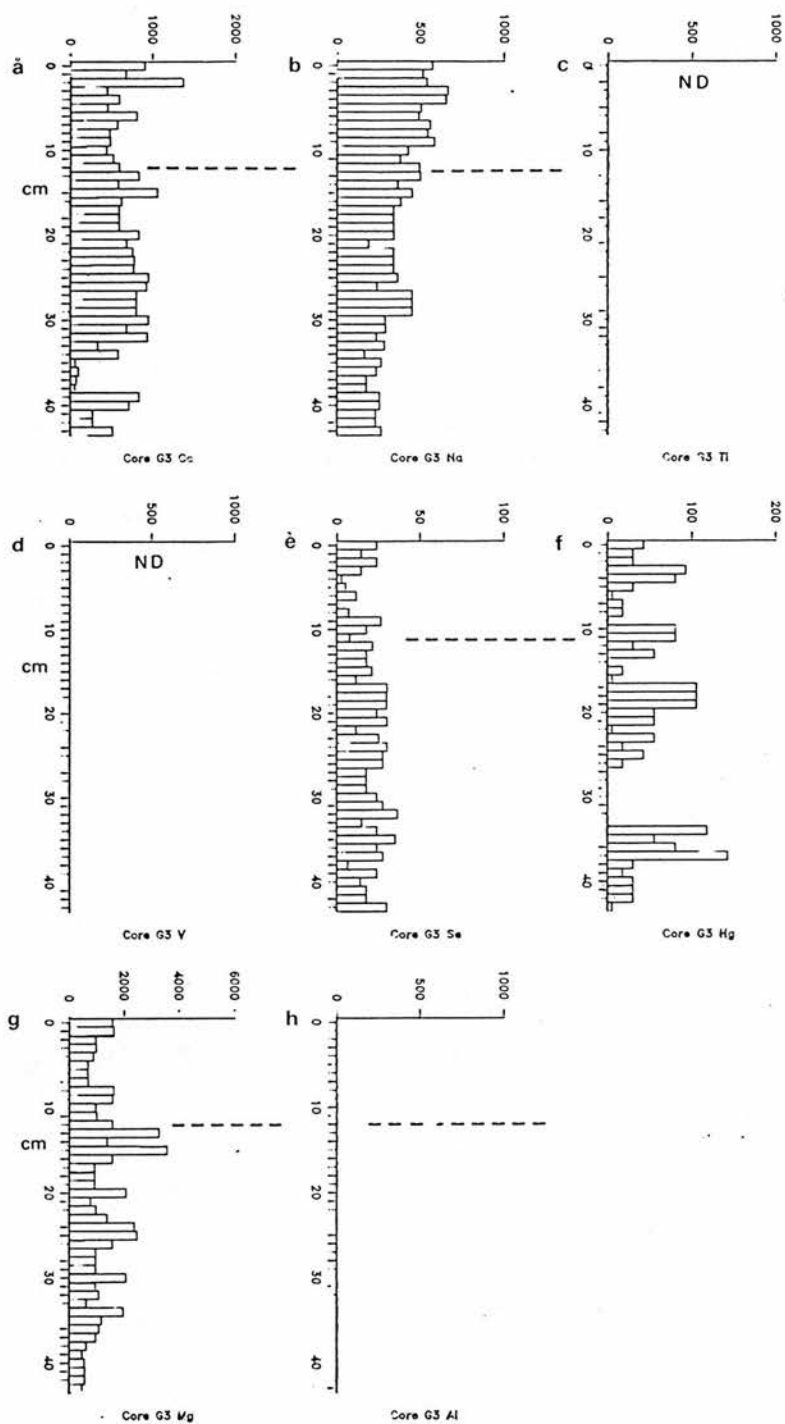 0 1000 2000
0 500 1000
0 500 1000
a b c
0 10 20 30 40
0 10 20 30 40
0 10 20 30 40
ND
cm
Core G3 Ca
Core G3 Na
Core G3 Ti
0 500 1000
0 500 1000
0 100 200
d e f
0 10 20 30 40
0 10 20 30 40
0 10 20 30 40
ND
cm
Core G3 V
Core G3 Se
Core G3 Hg
0 2000 4000 6000
0 500 1000
g h
0 10 20 30 40
0 10 20 30 40
cm
Core G3 Mg
Core G3 Al